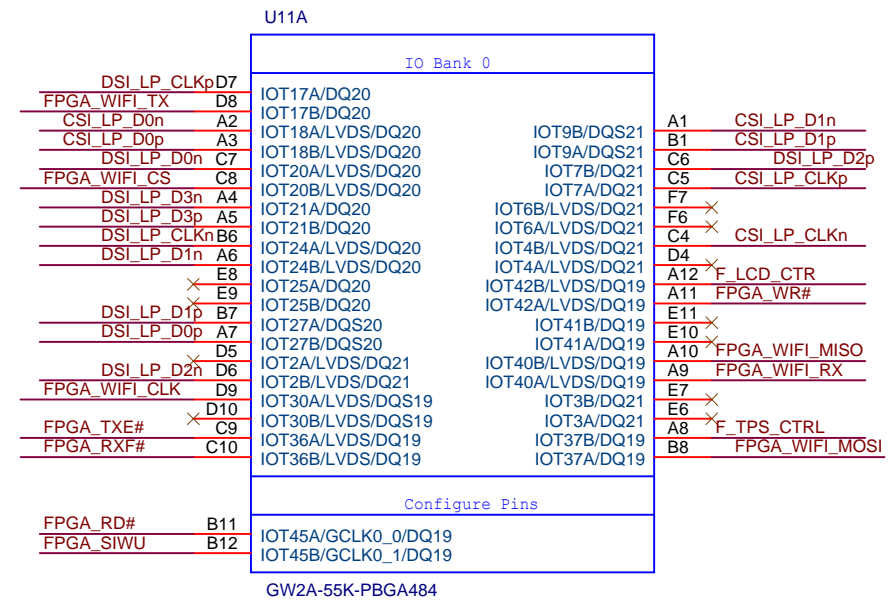 U11A
IO Bank 0
DSI_LP_CLKp D7 IOT17A/DQ20
FPGA_WIFI_TX D8 IOT17B/DQ20
CSI_LP_D0n A2 IOT18A/LVDS/DQ20
CSI_LP_D0p A3 IOT18B/LVDS/DQ20
DSI_LP_D0n C7 IOT20A/LVDS/DQ20
FPGA_WIFI_CS C8 IOT20B/LVDS/DQ20
DSI_LP_D3n A4 IOT21A/DQ20
DSI_LP_D3p A5 IOT21B/DQ20
DSI_LP_CLKn B6 IOT24A/LVDS/DQ20
DSI_LP_D1n A6 IOT24B/LVDS/DQ20
E8 IOT25A/DQ20
E9 IOT25B/DQ20
DSI_LP_D1p B7 IOT27A/DQS20
DSI_LP_D0p A7 IOT27B/DQS20
D5 IOT2A/LVDS/DQ21
DSI_LP_D2n D6 IOT2B/LVDS/DQ21
FPGA_WIFI_CLK D9 IOT30A/LVDS/DQS19
D10 IOT30B/LVDS/DQS19
FPGA_TXE# C9 IOT36A/LVDS/DQ19
FPGA_RXF# C10 IOT36B/LVDS/DQ19
IOT9B/DQS21 A1 CSI_LP_D1n
IOT9A/DQS21 B1 CSI_LP_D1p
IOT7B/DQ21 C6 DSI_LP_D2p
IOT7A/DQ21 C5 CSI_LP_CLKp
IOT6B/LVDS/DQ21 F7
IOT6A/LVDS/DQ21 F6
IOT4B/LVDS/DQ21 C4 CSI_LP_CLKn
IOT4A/LVDS/DQ21 D4
IOT42B/LVDS/DQ19 A12 F_LCD_CTR
IOT42A/LVDS/DQ19 A11 FPGA_WR#
IOT41B/DQ19 E11
IOT41A/DQ19 E10
IOT40B/LVDS/DQ19 A10 FPGA_WIFI_MISO
IOT40A/LVDS/DQ19 A9 FPGA_WIFI_RX
IOT3B/DQ21 E7
IOT3A/DQ21 E6
IOT37B/DQ19 A8 F_TPS_CTRL
IOT37A/DQ19 B8 FPGA_WIFI_MOSI
Configure Pins
FPGA_RD# B11 IOT45A/GCLK0_0/DQ19
FPGA_SIWU B12 IOT45B/GCLK0_1/DQ19
GW2A-55K-PBGA484